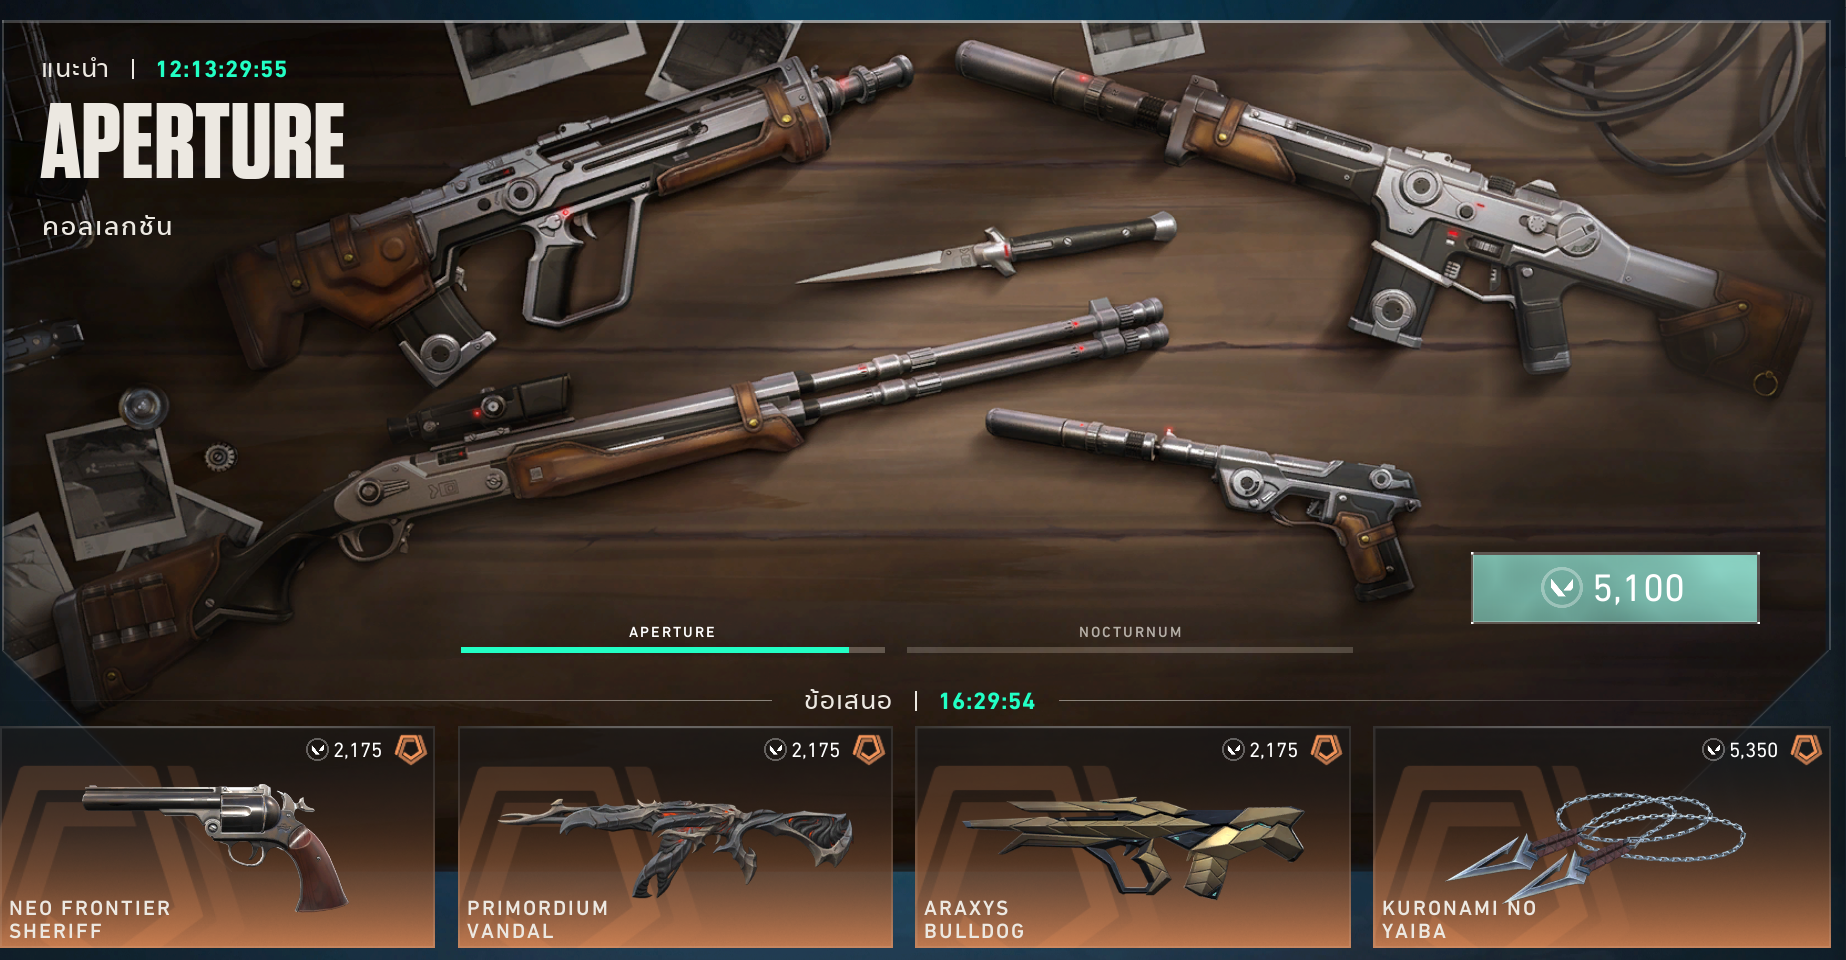 แนะนำ | 12:13:29:55
APERTURE
คอลเลกชัน
5,100
APERTURE
NOCTURNUM
ข้อเสนอ | 16:29:54
2,175
NEO FRONTIER
SHERIFF
2,175
PRIMORDIUM
VANDAL
2,175
ARAXYS
BULLDOG
5,350
KURONAMI NO
YAIBA